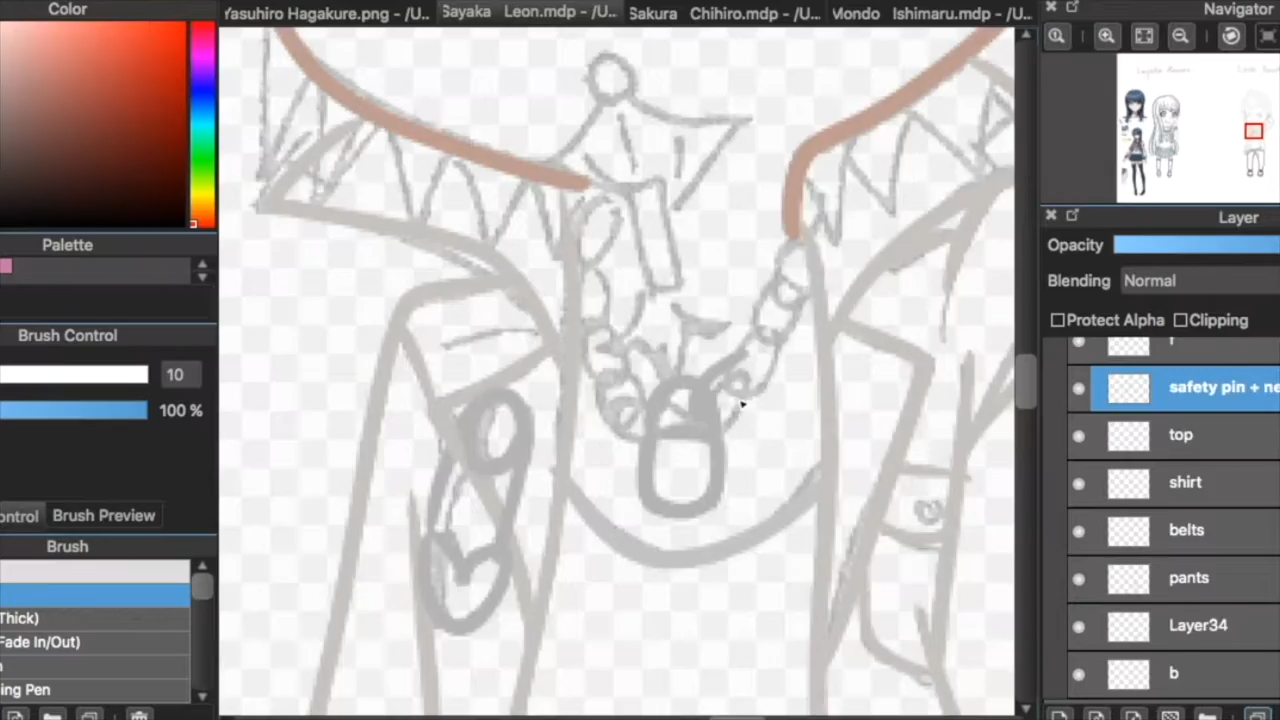 Color
Yasuhiro Hagakure.png - /U...
Sayaka Leon.mdp - /U...
Sakura Chihiro.mdp - /U...
Mondo Ishimaru.mdp - /U...
Navigator
Palette
Layer
Opacity
Blending Normal
Protect Alpha Clipping
Brush Control
10
100 %
safety pin + ne
top
shirt
belts
pants
Layer34
b
ontrol Brush Preview
Brush
Thick)
Fade In/Out)
n
ing Pen